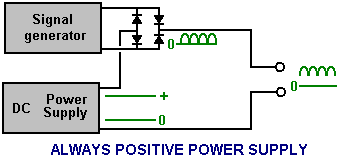 Signal
generator
0
DC Power
Supply
+
0
0
ALWAYS POSITIVE POWER SUPPLY